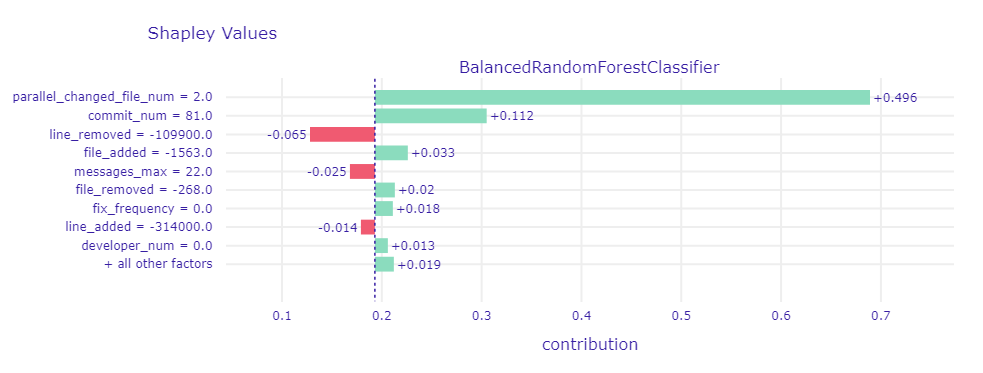 Shapley Values
BalancedRandomForestClassifier
parallel_changed_file_num = 2.0 +0.496
commit_num = 81.0 +0.112
line_removed = -109900.0 -0.065
file_added = -1563.0 +0.033
messages_max = 22.0 -0.025
file_removed = -268.0 +0.02
fix_frequency = 0.0 +0.018
line_added = -314000.0 -0.014
developer_num = 0.0 +0.013
+ all other factors +0.019
0.1 0.2 0.3 0.4 0.5 0.6 0.7
contribution